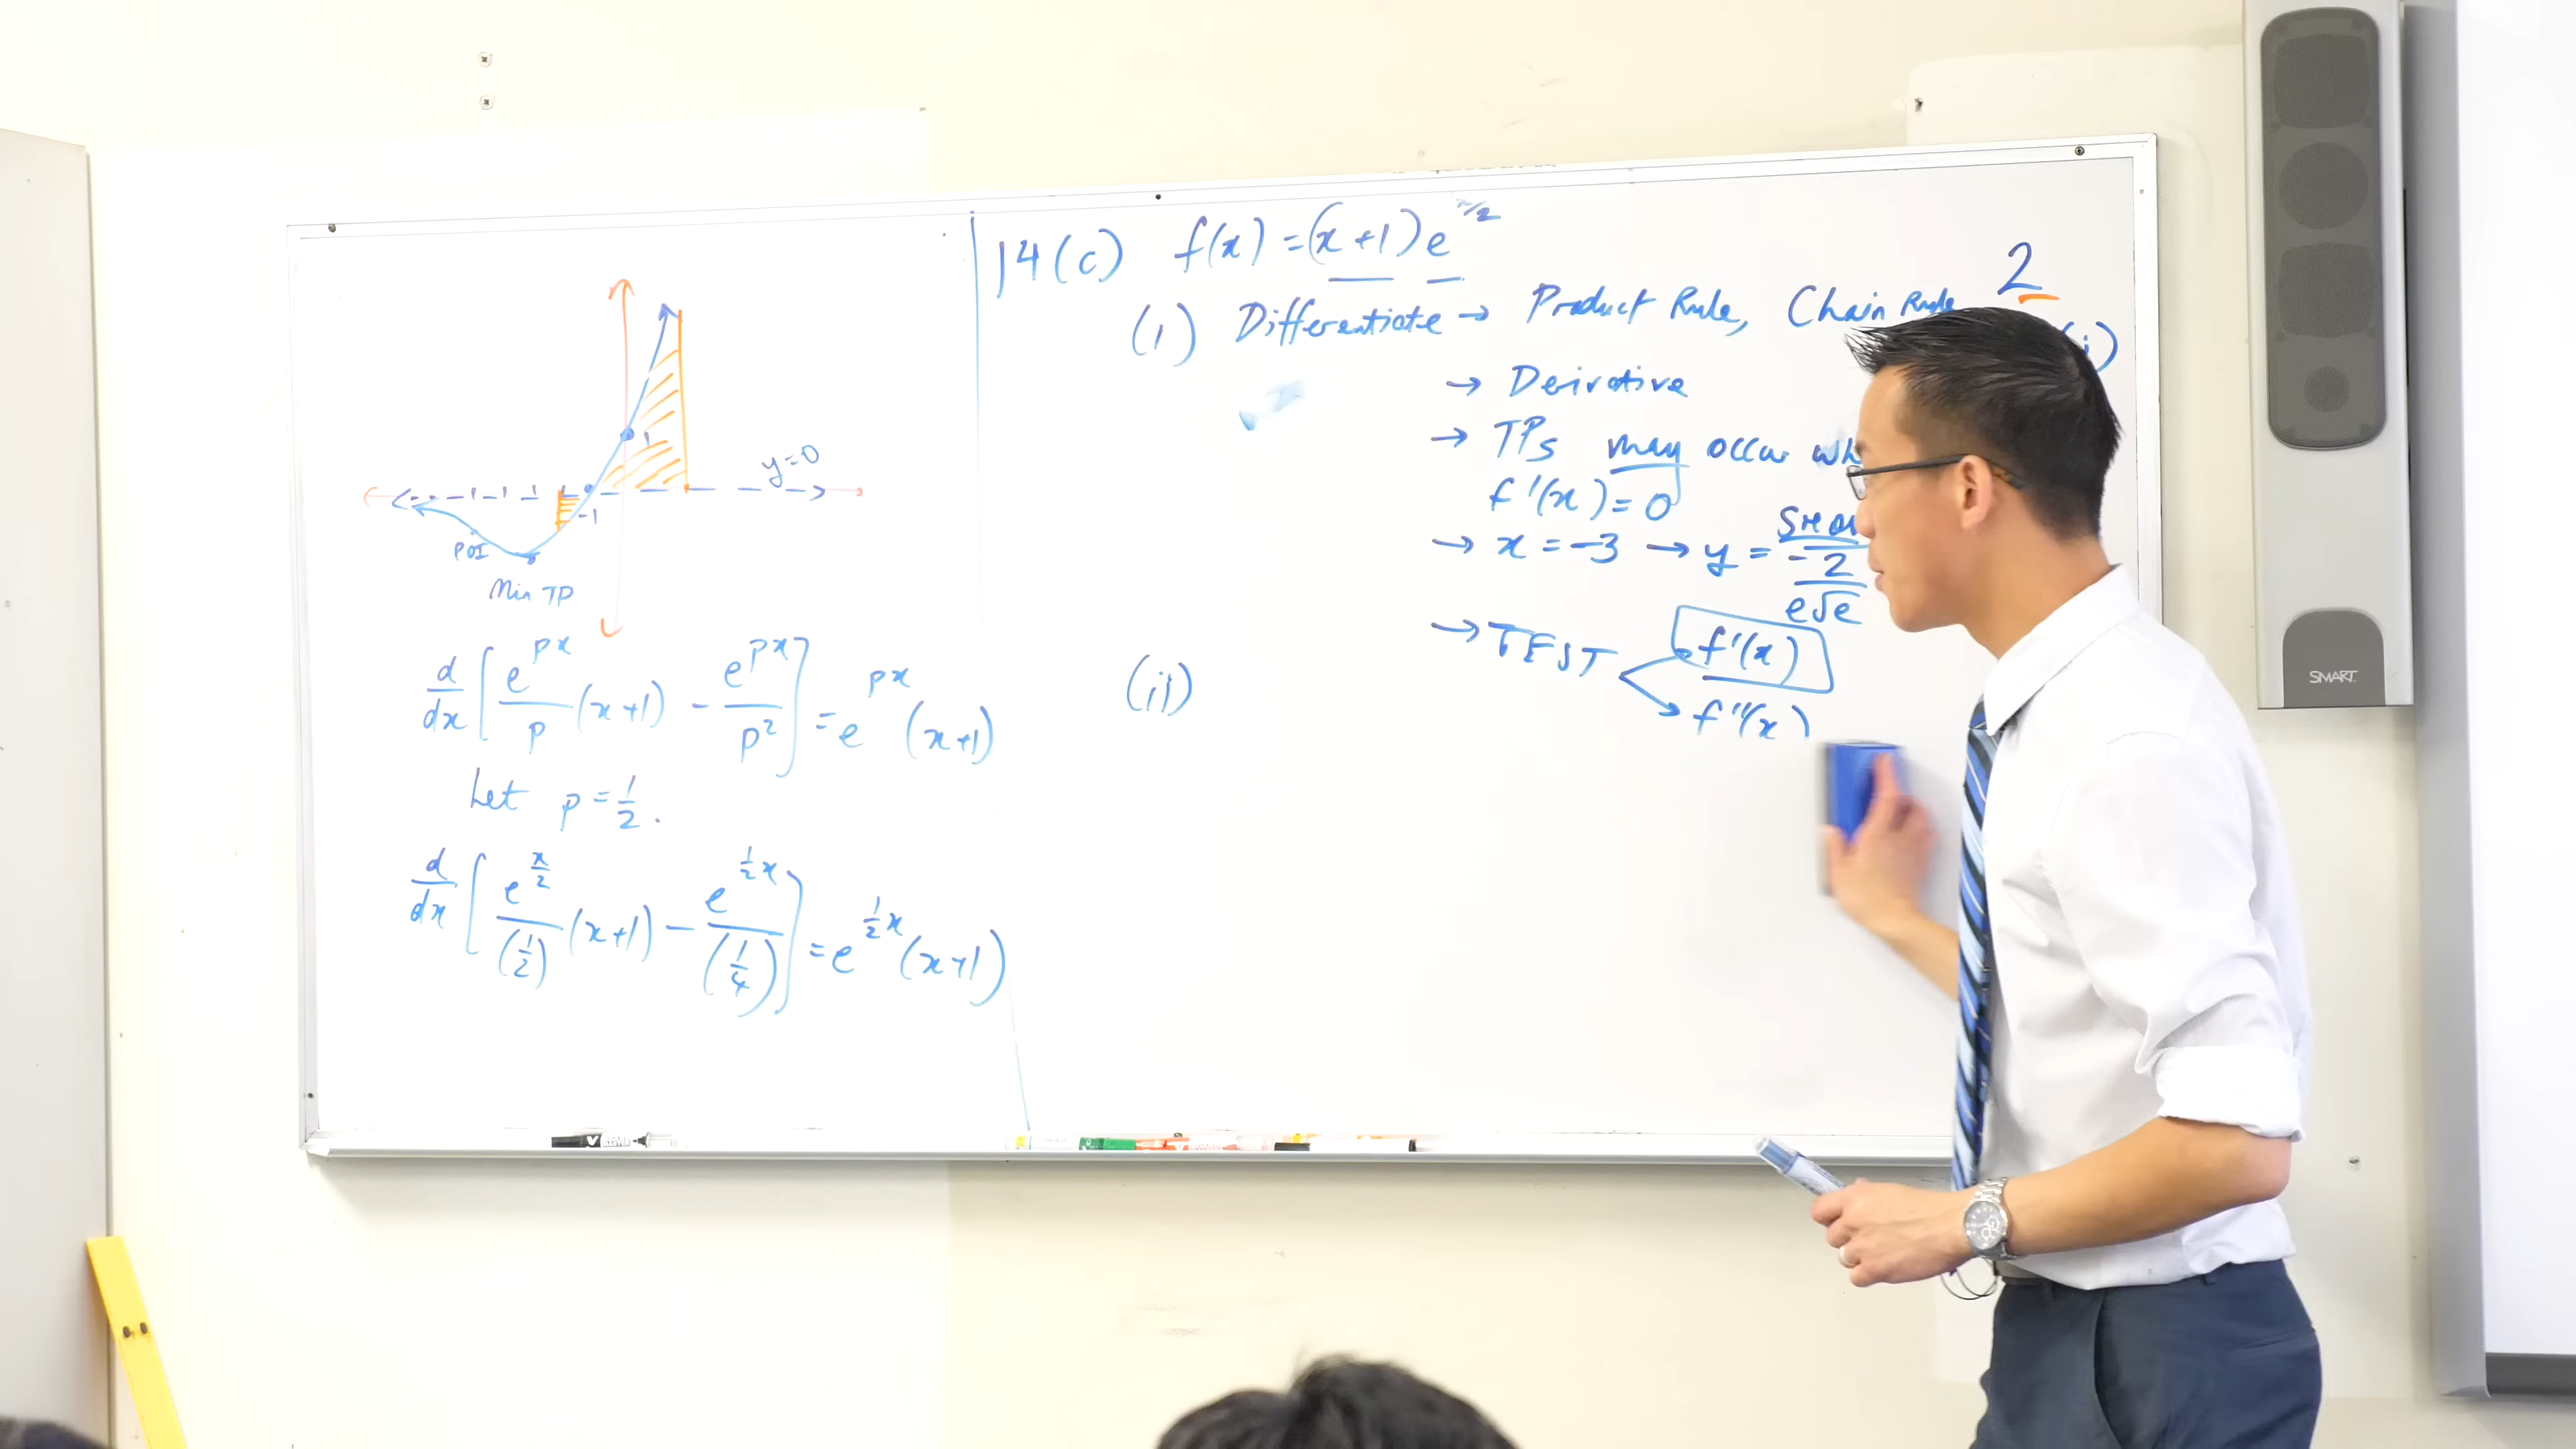 1
y=0
-1
POI
Min TP
d/dx [e^(px)/p (x+1) - e^(px)/p²] = e^(px) (x+1)
Let p = 1/2.
d/dx [e^(x/2)/(1/2) (x+1) - e^(1/2 x)/(1/4)] = e^(1/2 x) (x+1)
14(c) f(x) = (x+1)e^(x/2)
2
(i) Differentiate → Product Rule, Chain Rule
→ Derivative
→ TPs may occur wh
f'(x) = 0
→ x = -3 → y = -2/(e√e)
→ TEST f'(x)
f"(x)
(ii)
SMART